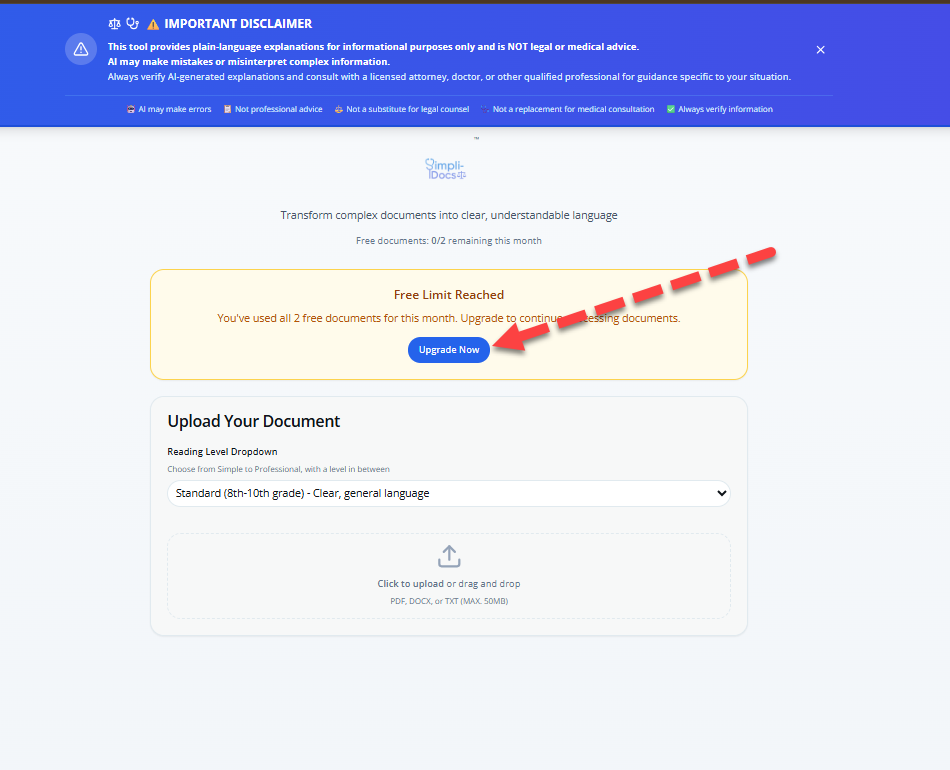 IMPORTANT DISCLAIMER
This tool provides plain-language explanations for informational purposes only and is NOT legal or medical advice.
AI may make mistakes or misinterpret complex information.
Always verify AI-generated explanations and consult with a licensed attorney, doctor, or other qualified professional for guidance specific to your situation.
AI may make errors Not professional advice Not a substitute for legal counsel Not a replacement for medical consultation Always verify information
™
Simpli-
Docs
Transform complex documents into clear, understandable language
Free documents: 0/2 remaining this month
Free Limit Reached
You've used all 2 free documents for this month. Upgrade to documents.
Upgrade Now
Upload Your Document
Reading Level Dropdown
Choose from Simple to Professional, with a level in between
Standard (8th-10th grade) - Clear, general language
Click to upload or drag and drop
PDF, DOCX, or TXT (MAX. 50MB)